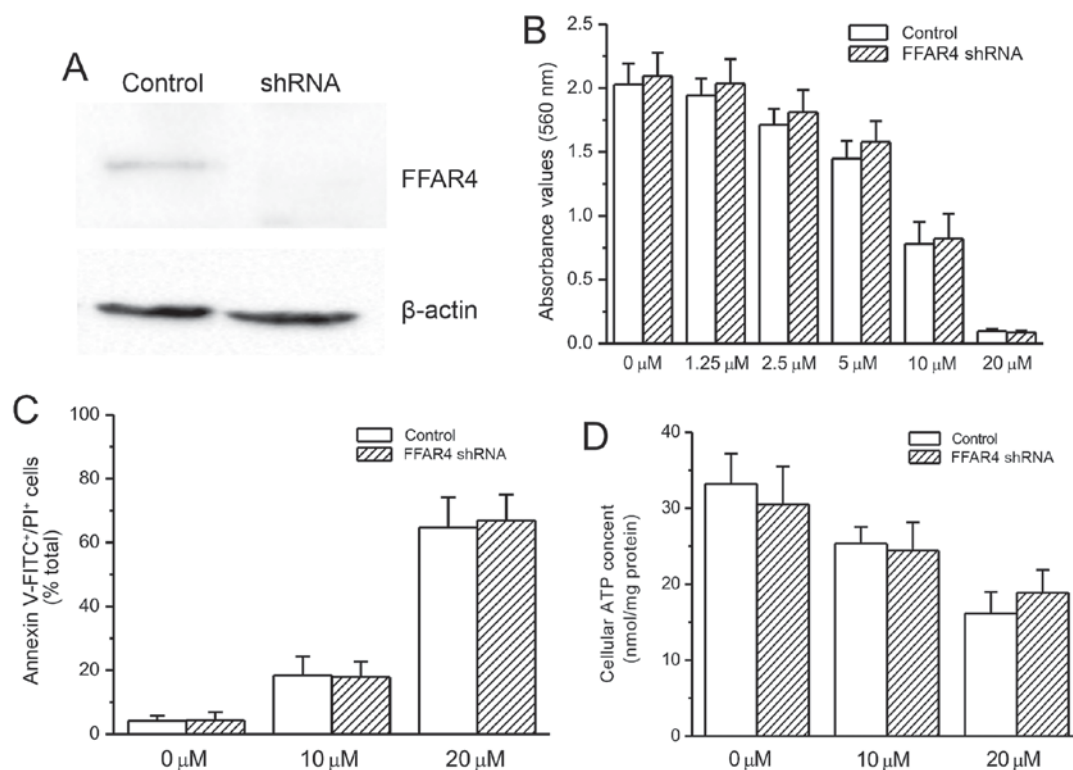 A
Control shRNA
FFAR4
β-actin
B
Control
FFAR4 shRNA
Absorbance values (560 nm)
2.0
1.5
1.0
0.5
0.0
0 μM 1.25 μM 2.5 μM 5 μM 10 μM 20 μM
C
Control
FFAR4 shRNA
Annexin V-FITC⁺/PI⁺ cells
(% total)
100
80
60
40
20
0
0 μM 10 μM 20 μM
D
Control
FFAR4 shRNA
Cellular ATP concent
(nmol/mg protein)
40
30
20
10
0
0 μM 10 μM 20 μM